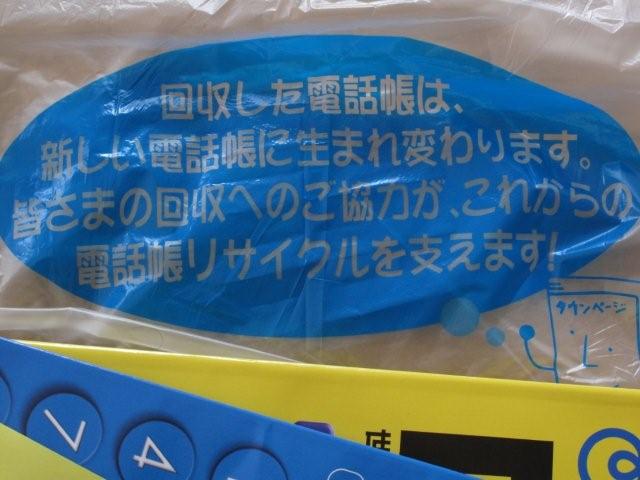 回収した電話帳は、
新しい電話帳に生まれ変わります。
皆さまの回収へのご協力が、これからの
電話帳リサイクルを支えます!
タウンページ
7
4